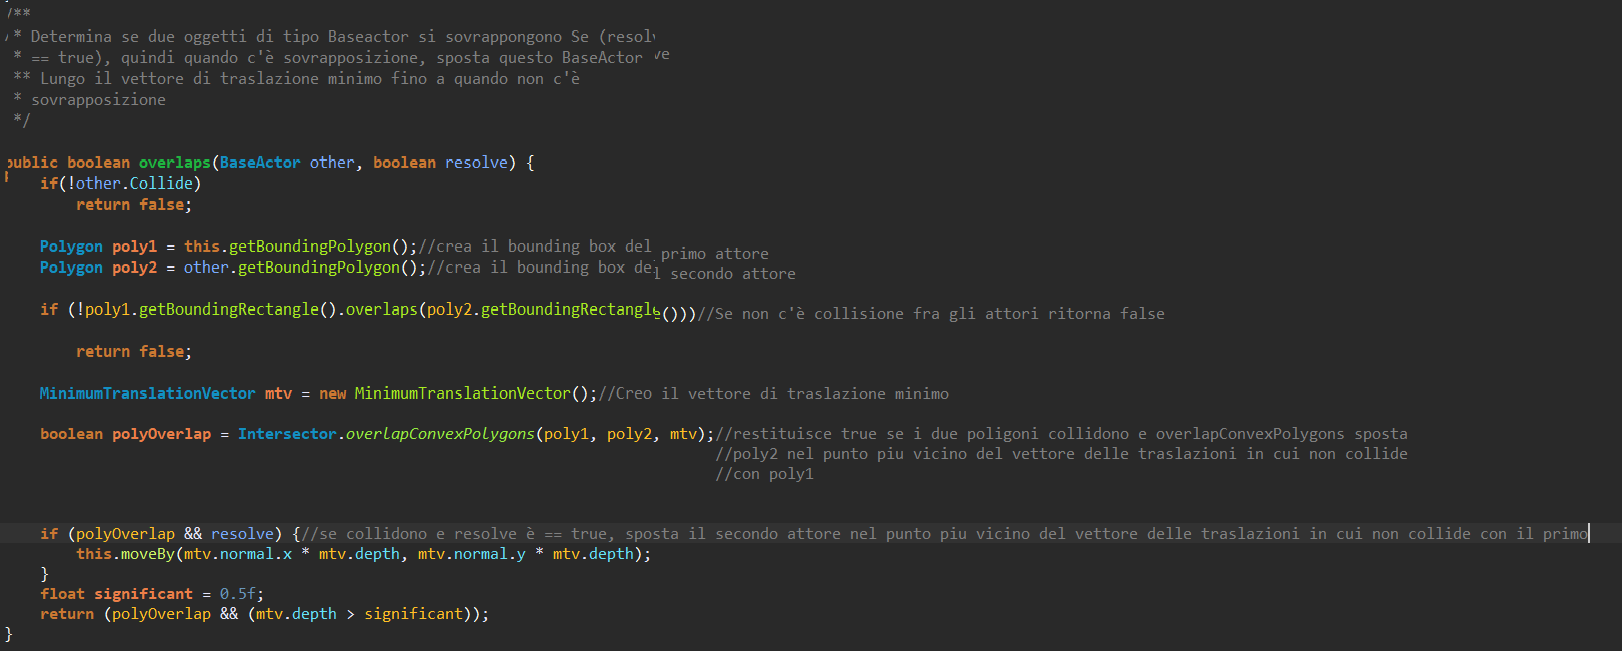 /**
* Determina se due oggetti di tipo Baseactor si sovrappongono Se (resolve
* == true), quindi quando c'è sovrapposizione, sposta questo BaseActor
** Lungo il vettore di traslazione minimo fino a quando non c'è
* sovrapposizione
*/
public boolean overlaps(BaseActor other, boolean resolve) {
if(!other.Collide)
return false;
Polygon poly1 = this.getBoundingPolygon();//crea il bounding box del primo attore
Polygon poly2 = other.getBoundingPolygon();//crea il bounding box del secondo attore
if (!poly1.getBoundingRectangle().overlaps(poly2.getBoundingRectangle()))//Se non c'è collisione fra gli attori ritorna false
return false;
MinimumTranslationVector mtv = new MinimumTranslationVector();//Creo il vettore di traslazione minimo
boolean polyOverlap = Intersector.overlapConvexPolygons(poly1, poly2, mtv);//restituisce true se i due poligoni collidono e overlapConvexPolygons sposta
//poly2 nel punto piu vicino del vettore delle traslazioni in cui non collide
//con poly1
if (polyOverlap && resolve) {//se collidono e resolve è == true, sposta il secondo attore nel punto piu vicino del vettore delle traslazioni in cui non collide con il primo
this.moveBy(mtv.normal.x * mtv.depth, mtv.normal.y * mtv.depth);
}
float significant = 0.5f;
return (polyOverlap && (mtv.depth > significant));
}